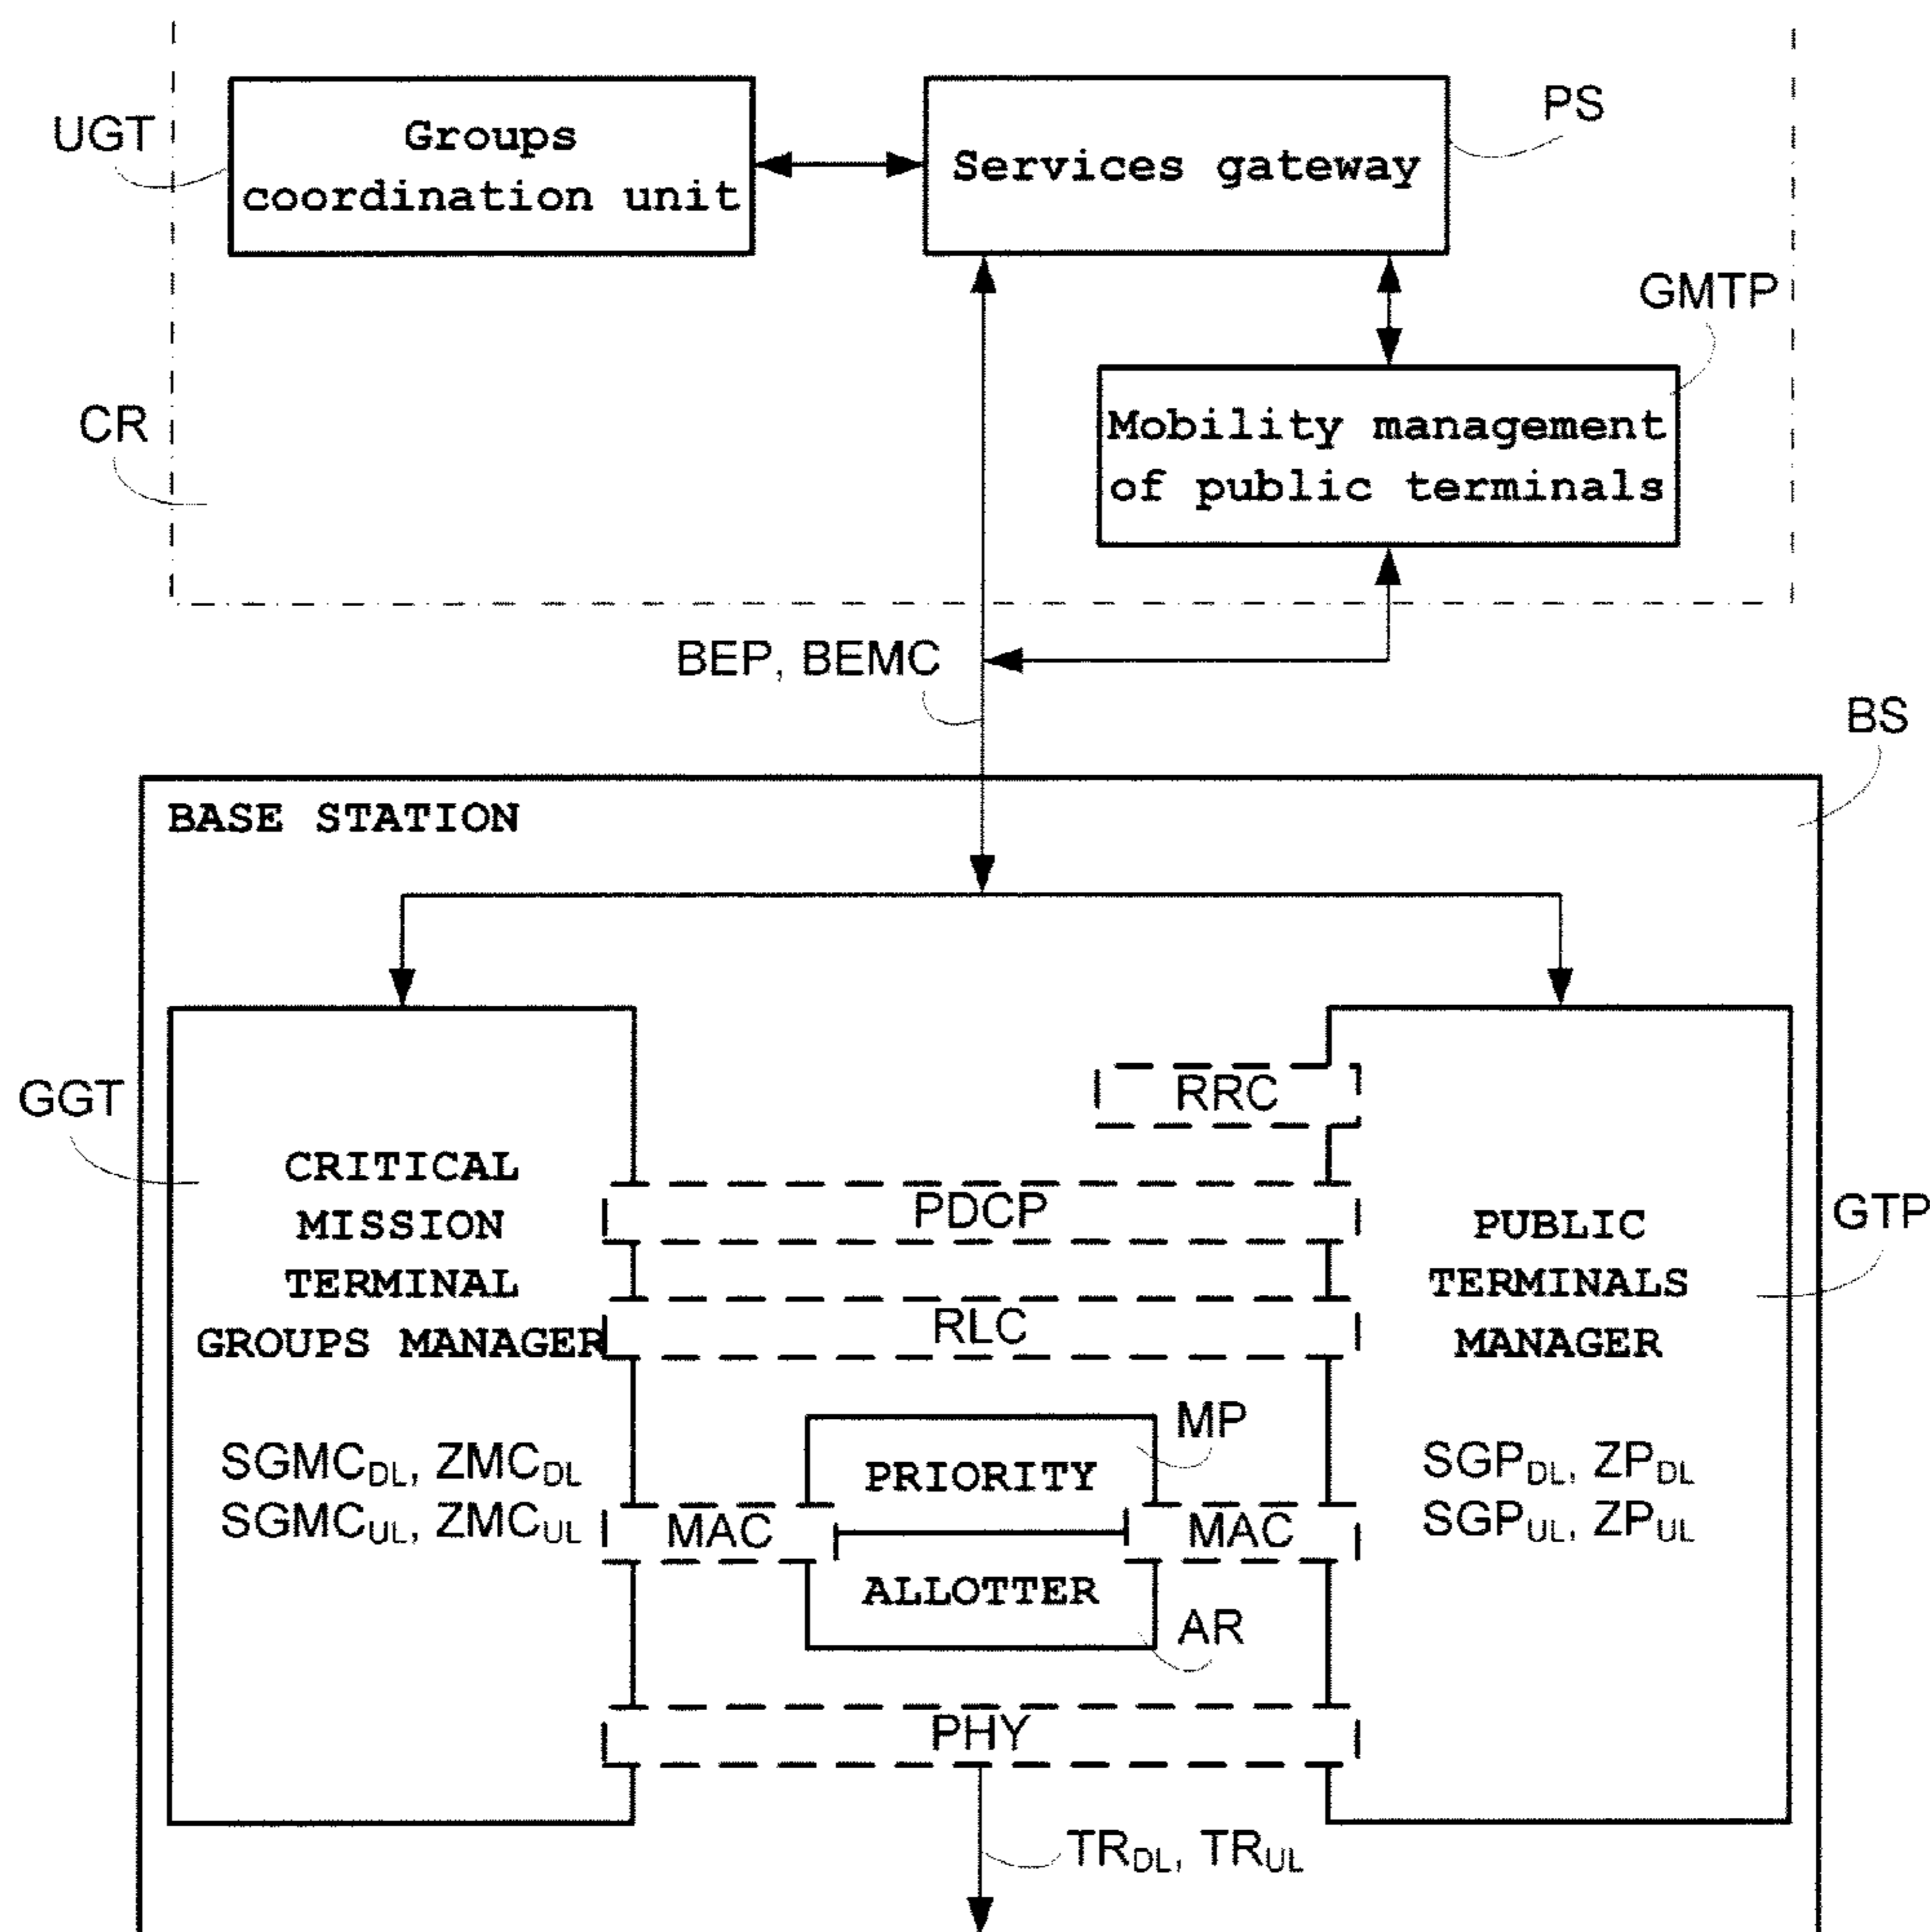 PS
UGT
Groups
coordination unit
Services gateway
GMTP
CR
Mobility management
of public terminals
BEP, BEMC
BS
BASE STATION
GGT
RRC
CRITICAL
MISSION
TERMINAL
GROUPS MANAGER
PDCP
RLC
PUBLIC
TERMINALS
MANAGER
GTP
MP
PRIORITY
SGMCDL, ZMCDL
SGMCUL, ZMCUL
MAC
MAC
SGPDL, ZPDL
SGPUL, ZPUL
ALLOTTER
AR
PHY
TRDL, TRUL